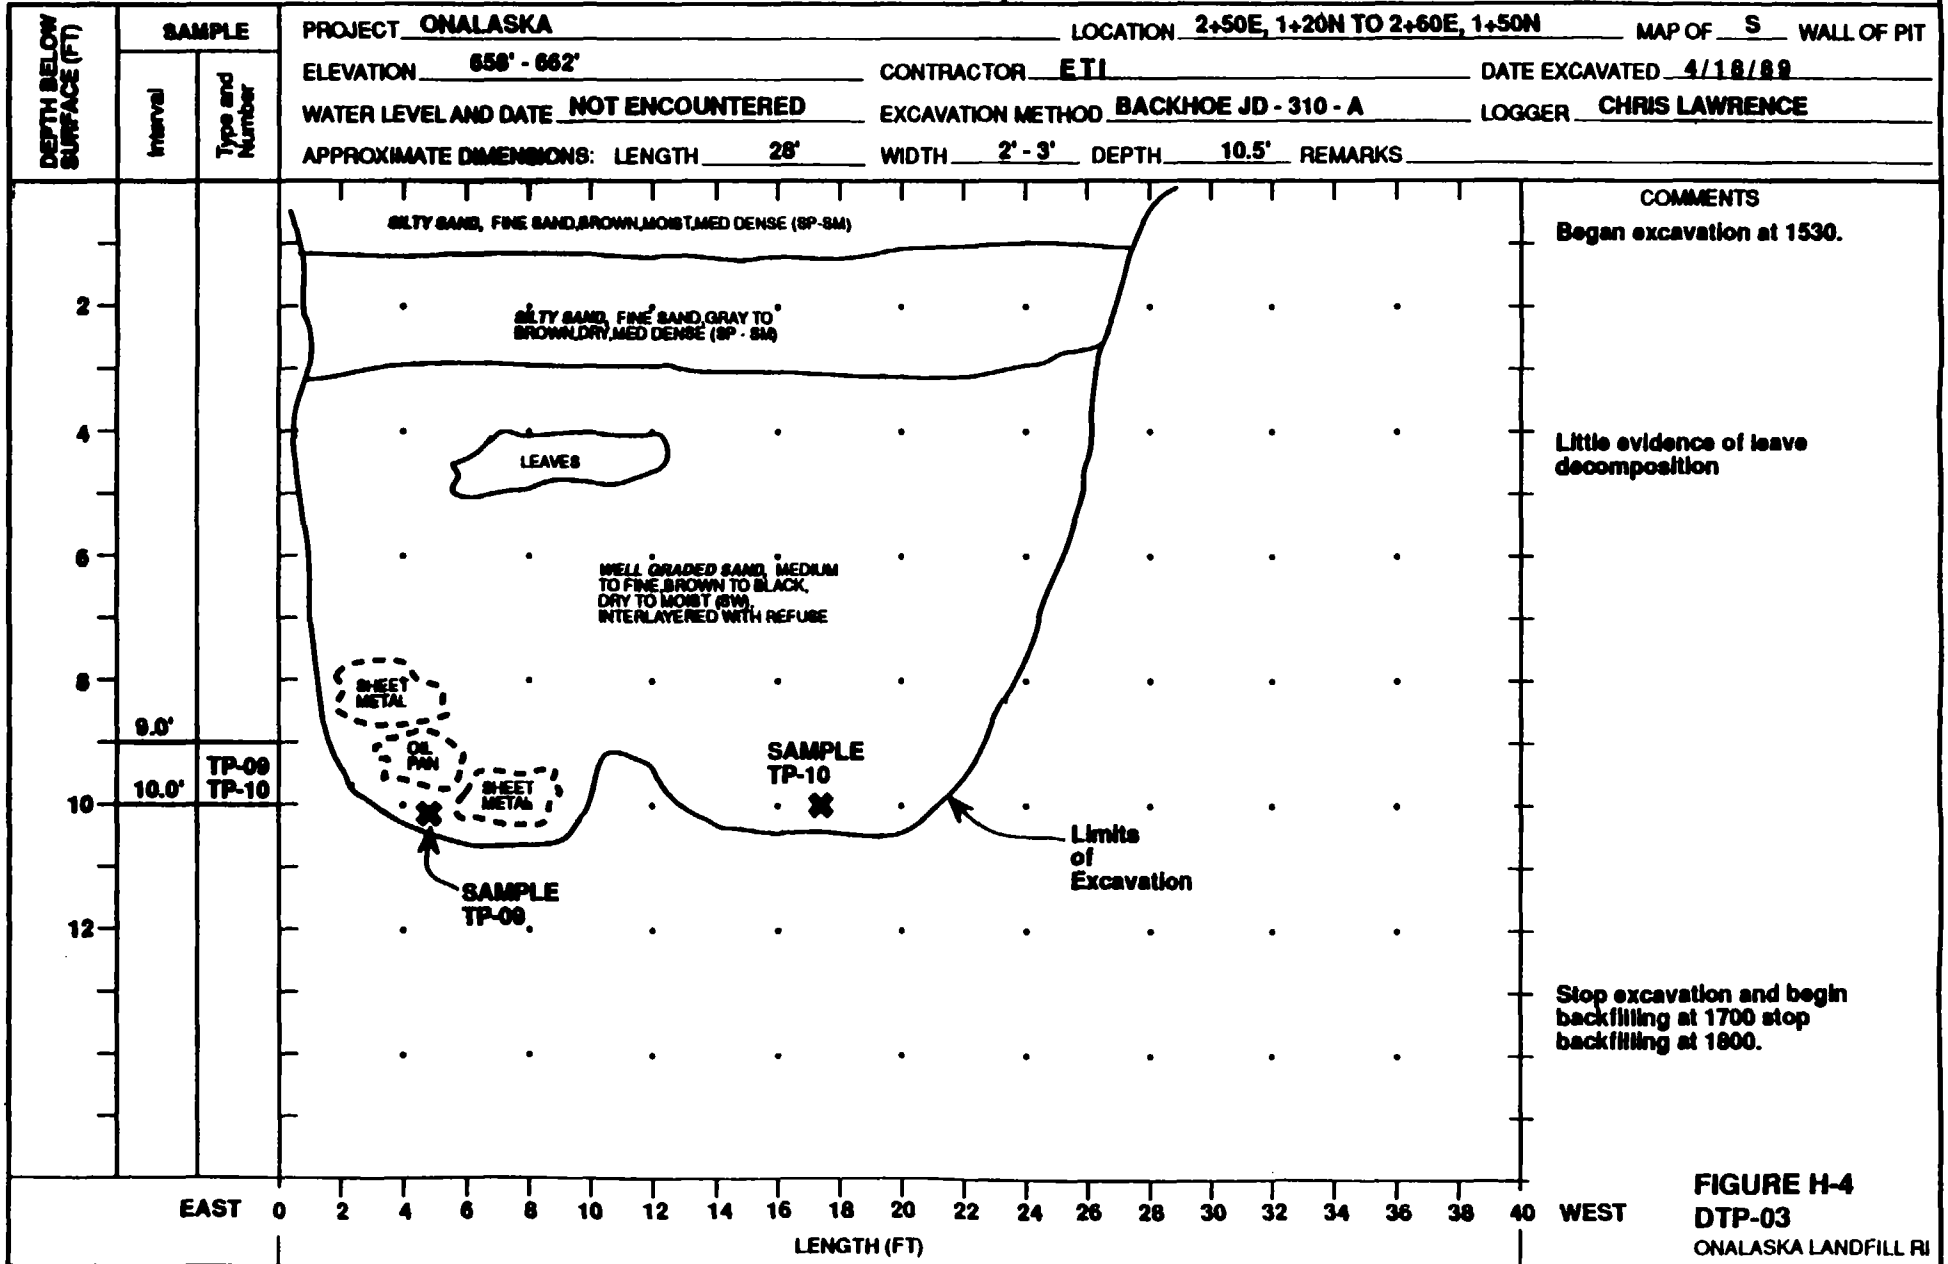 DEPTH BELOW
SURFACE (FT)
SAMPLE
Interval
Type and
Number
PROJECT ONALASKA LOCATION 2+50E, 1+20N TO 2+60E, 1+50N MAP OF S WALL OF PIT
ELEVATION 658' - 662' CONTRACTOR ETI DATE EXCAVATED 4/18/89
WATER LEVEL AND DATE NOT ENCOUNTERED EXCAVATION METHOD BACKHOE JD - 310 - A LOGGER CHRIS LAWRENCE
APPROXIMATE DIMENSIONS: LENGTH 28' WIDTH 2' - 3' DEPTH 10.5' REMARKS
COMMENTS
Began excavation at 1530.
SILTY SAND, FINE SAND,BROWN,MOIST,MED DENSE (SP-SM)
2
SILTY SAND, FINE SAND,GRAY TO
BROWN,DRY,MED DENSE (SP - SM)
4
LEAVES
Little evidence of leave
decomposition
6
WELL GRADED SAND, MEDIUM
TO FINE,BROWN TO BLACK,
DRY TO MOIST (SW),
INTERLAYERED WITH REFUSE
8
SHEET
METAL
9.0'
OIL
PAN
TP-09
TP-10
10.0'
10
SHEET
METAL
SAMPLE
TP-10
Limits
of
Excavation
SAMPLE
TP-09
12
Stop excavation and begin
backfilling at 1700 stop
backfilling at 1800.
EAST 0 2 4 6 8 10 12 14 16 18 20 22 24 26 28 30 32 34 36 38 40 WEST
LENGTH (FT)
FIGURE H-4
DTP-03
ONALASKA LANDFILL RI